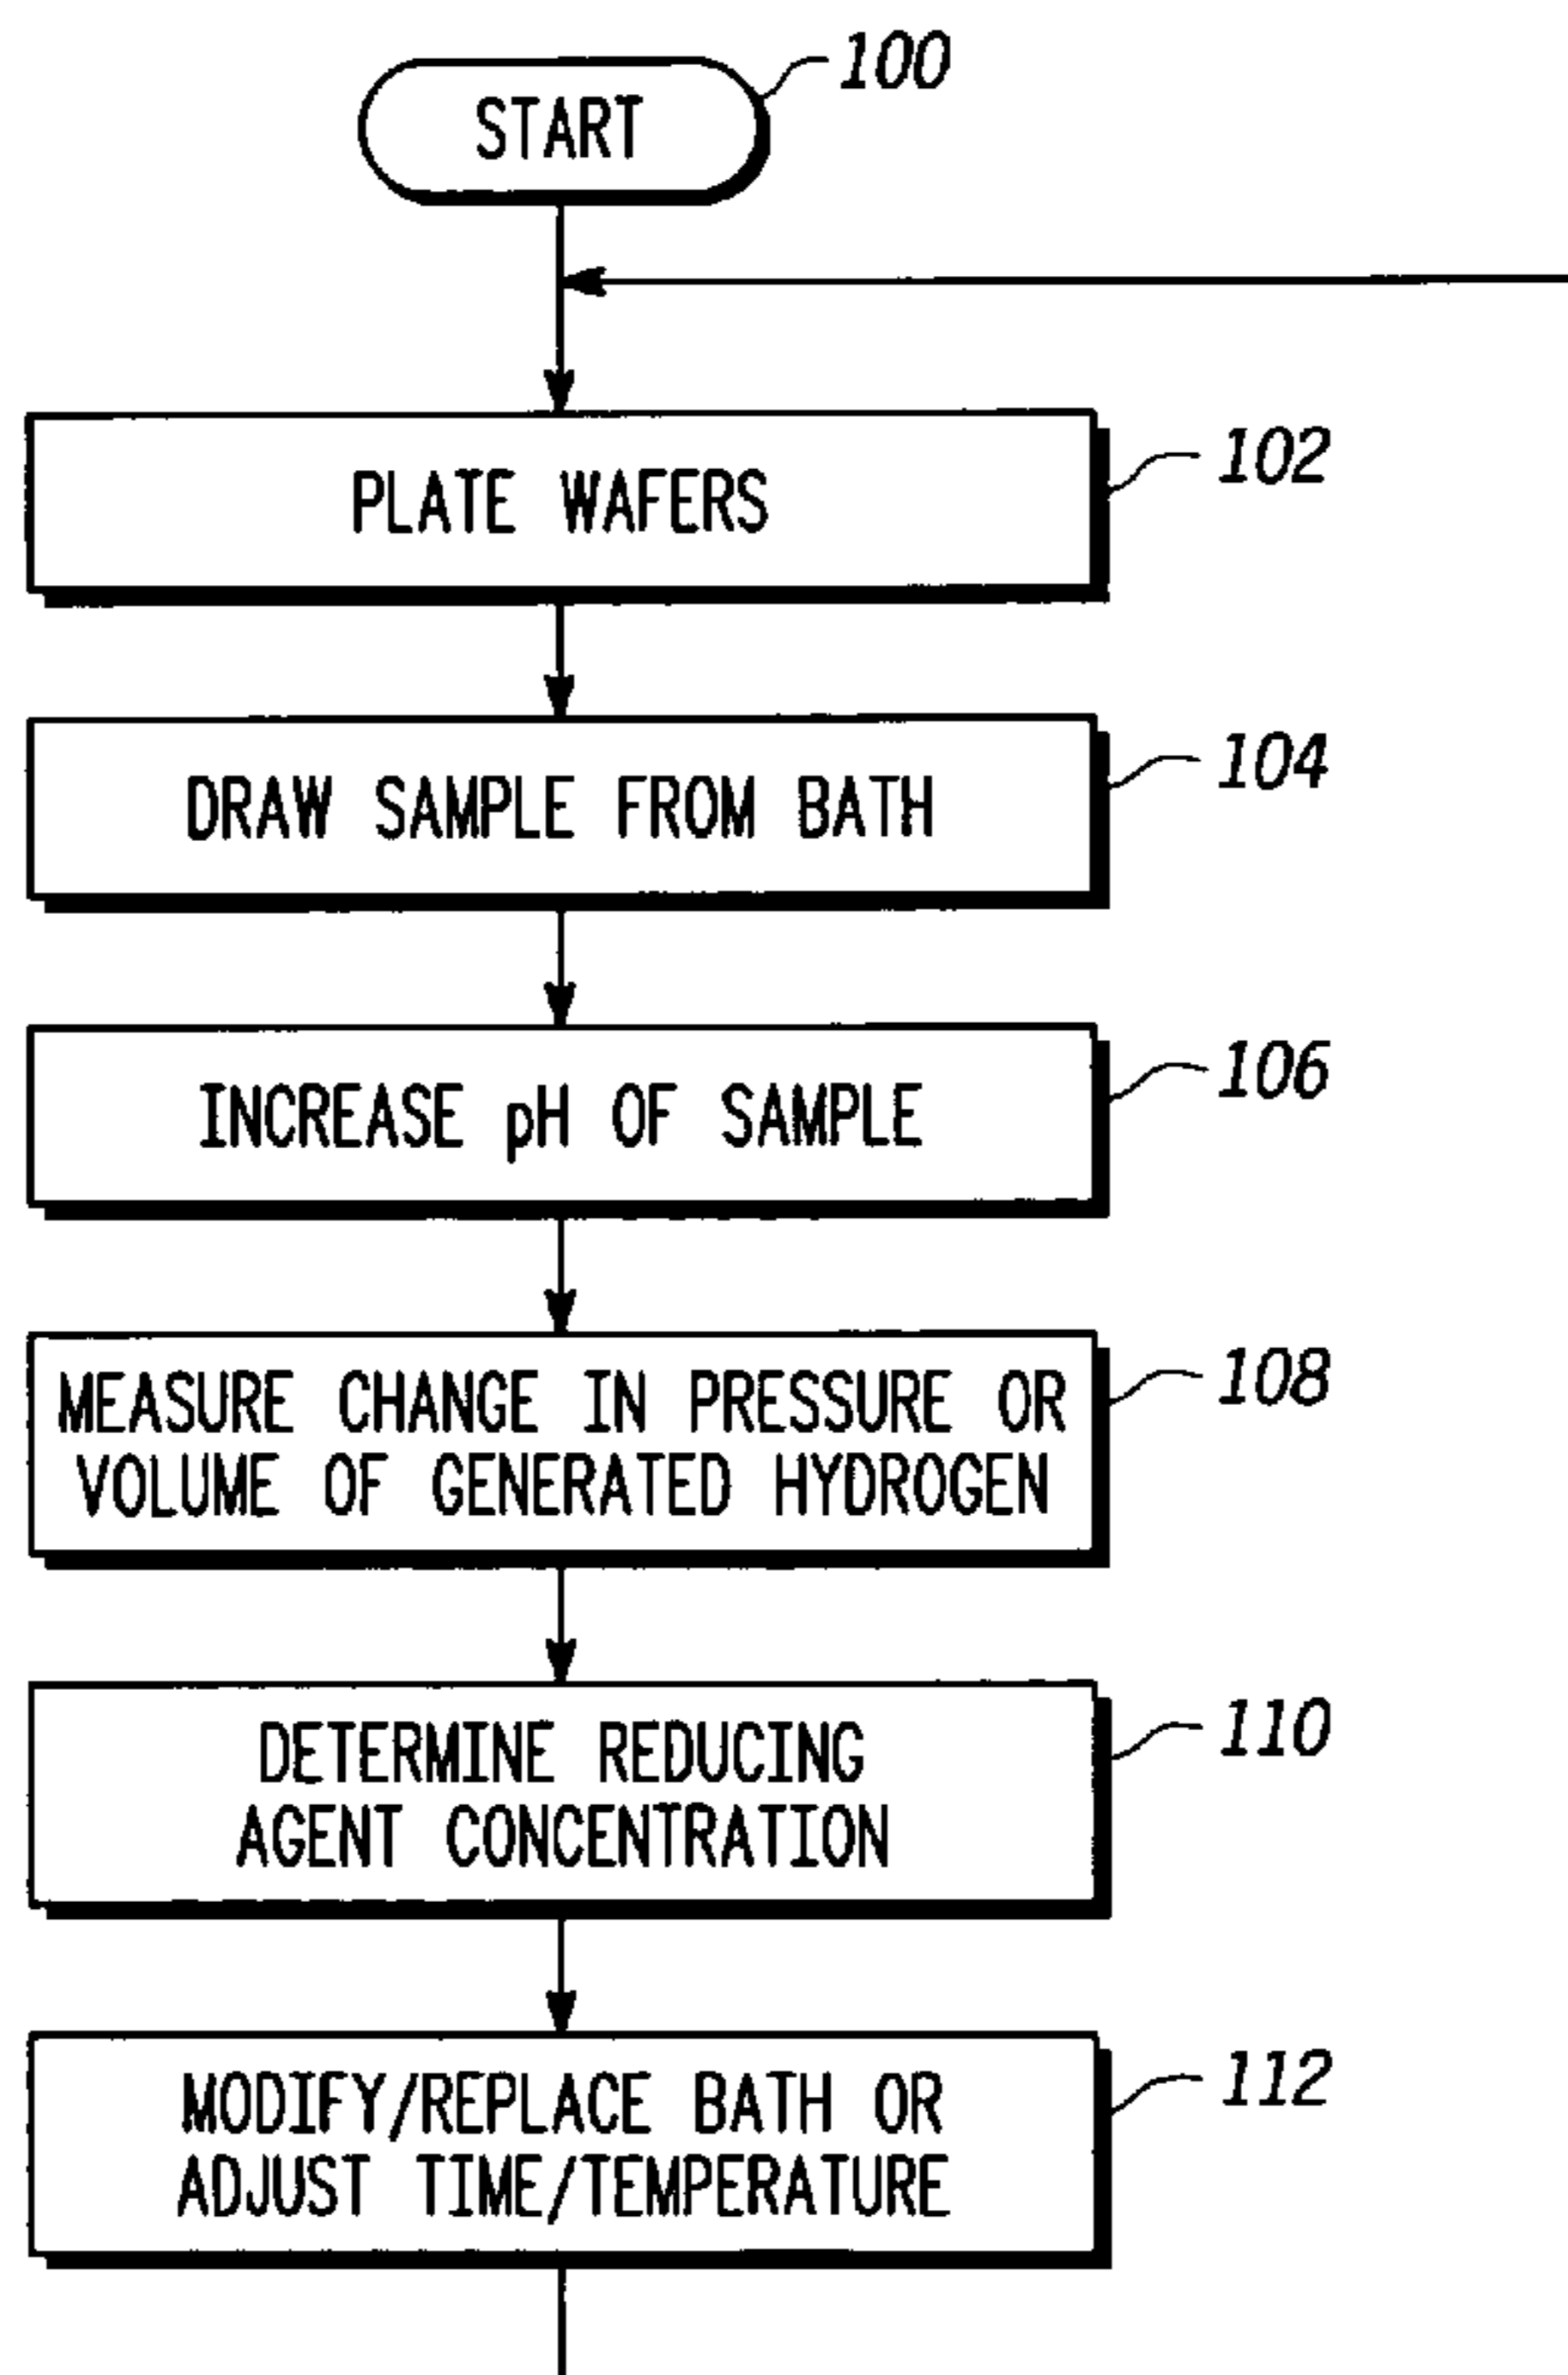 100
START
102
PLATE WAFERS
104
DRAW SAMPLE FROM BATH
106
INCREASE pH OF SAMPLE
108
MEASURE CHANGE IN PRESSURE OR
VOLUME OF GENERATED HYDROGEN
110
DETERMINE REDUCING
AGENT CONCENTRATION
112
MODIFY/REPLACE BATH OR
ADJUST TIME/TEMPERATURE